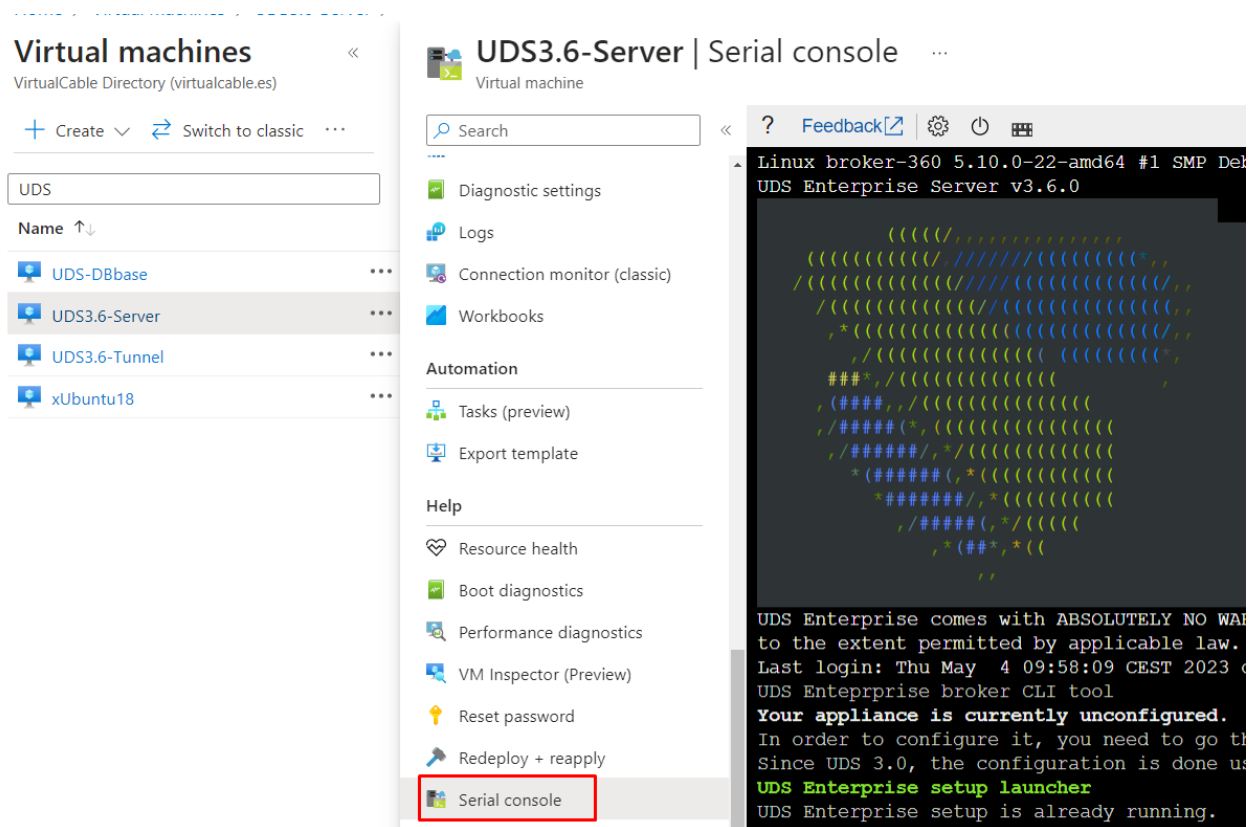 Virtual machines
«
VirtualCable Directory (virtualcable.es)
+ Create
Switch to classic
...
UDS
Name ↑↓
UDS-DBbase
...
UDS3.6-Server
...
UDS3.6-Tunnel
...
xUbuntu18
...
UDS3.6-Server | Serial console
...
Virtual machine
Search
«
Diagnostic settings
Logs
Connection monitor (classic)
Workbooks
Automation
Tasks (preview)
Export template
Help
Resource health
Boot diagnostics
Performance diagnostics
VM Inspector (Preview)
Reset password
Redeploy + reapply
Serial console
? Feedback
Linux broker-360 5.10.0-22-amd64 #1 SMP Deb
UDS Enterprise Server v3.6.0
UDS Enterprise comes with ABSOLUTELY NO WAR
to the extent permitted by applicable law.
Last login: Thu May  4 09:58:09 CEST 2023 o
UDS Enteprprise broker CLI tool
Your appliance is currently unconfigured.
In order to configure it, you need to go th
Since UDS 3.0, the configuration is done us
UDS Enterprise setup launcher
UDS Enterprise setup is already running.